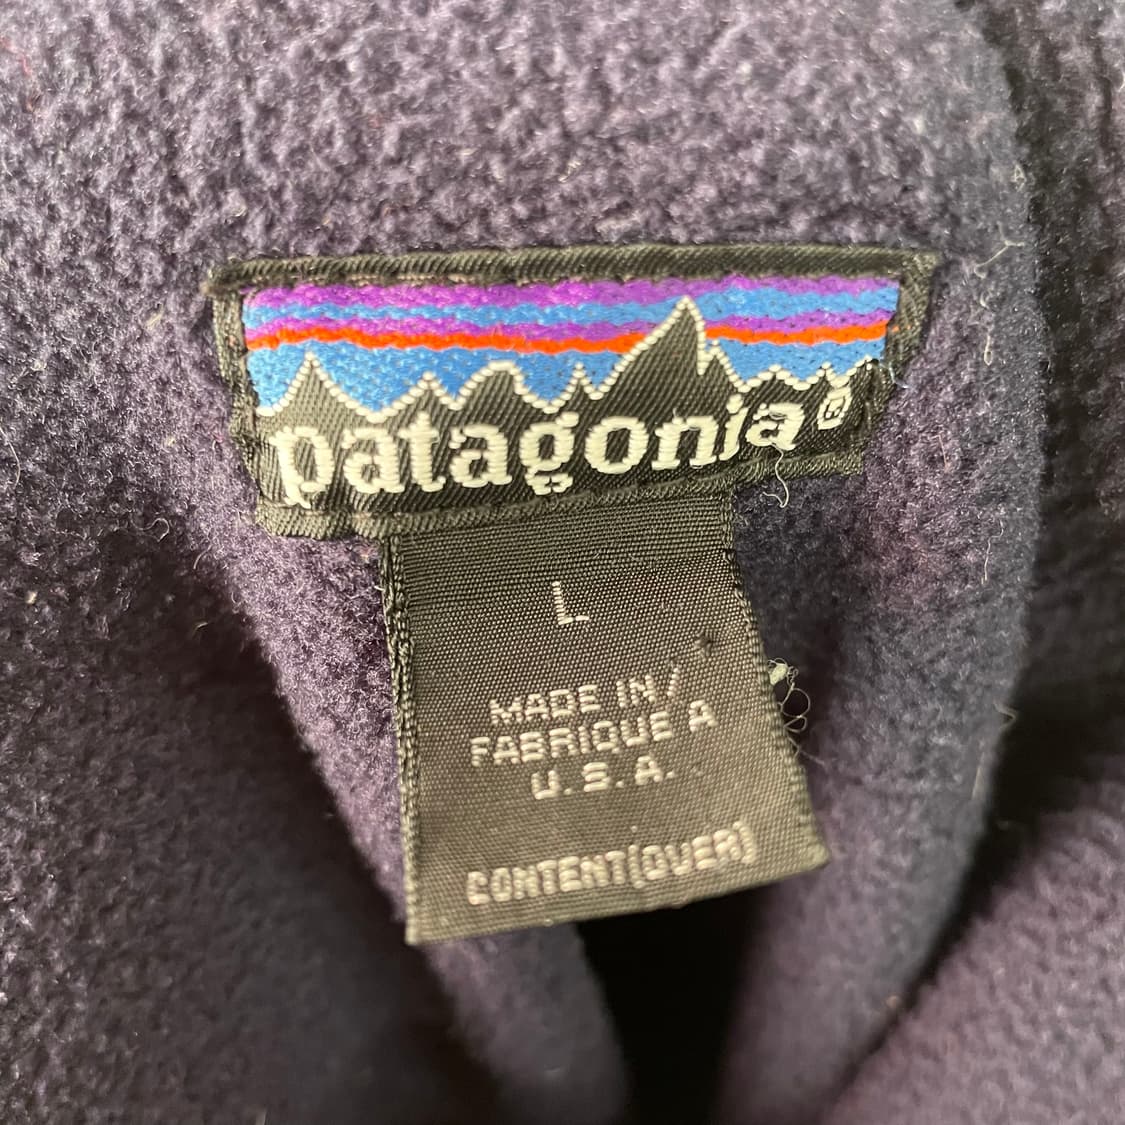 patagonia®
L
MADE IN/
FABRIQUE A
U.S.A.
CONTENT(OVER)